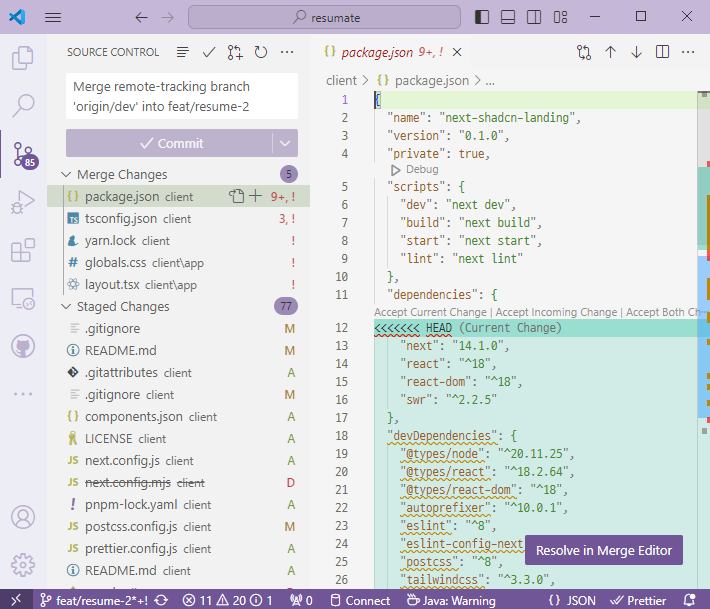 resumate
SOURCE CONTROL
Merge remote-tracking branch
'origin/dev' into feat/resume-2
Commit
Merge Changes 5
{} package.json client 9+, !
TS tsconfig.json client 3, !
yarn.lock client !
# globals.css client\app !
layout.tsx client\app !
Staged Changes 77
.gitignore M
README.md M
.gitattributes client A
.gitignore client A
{} components.json client A
LICENSE client A
JS next.config.js client A
JS next.config.mjs client D
! pnpm-lock.yaml client A
JS postcss.config.js client M
JS prettier.config.js client A
README.md client A
85
{} package.json 9+, !
client > {} package.json > ...
1 {
2 "name": "next-shadcn-landing",
3 "version": "0.1.0",
4 "private": true,
Debug
5 "scripts": {
6 "dev": "next dev",
7 "build": "next build",
8 "start": "next start",
9 "lint": "next lint"
10 },
11 "dependencies": {
Accept Current Change | Accept Incoming Change | Accept Both Ch...
12 <<<<<<< HEAD (Current Change)
13 "next": "14.1.0",
14 "react": "^18",
15 "react-dom": "^18",
16 "swr": "^2.2.5"
17 },
18 "devDependencies": {
19 "@types/node": "^20.11.25",
20 "@types/react": "^18.2.64",
21 "@types/react-dom": "^18",
22 "autoprefixer": "^10.0.1",
23 "eslint": "^8",
24 "eslint-config-next
25 "postcss": "^8",
26 "tailwindcss": "^3.3.0",
Resolve in Merge Editor
feat/resume-2*+! 11 20 1 0 Connect Java: Warning {} JSON Prettier